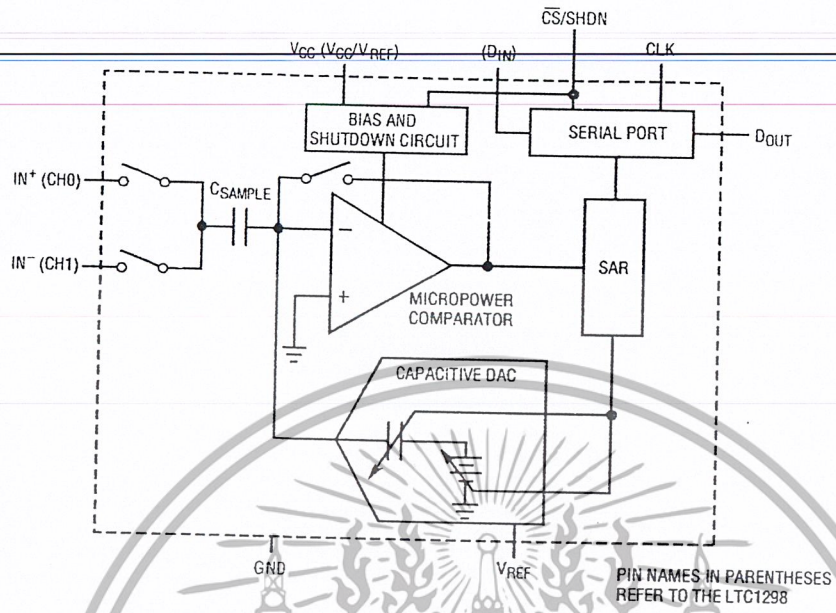 C̅S̅/SHDN
VCC (VCC/VREF)
(DIN)
CLK
BIAS AND
SHUTDOWN CIRCUIT
SERIAL PORT
DOUT
IN+ (CH0)
CSAMPLE
IN− (CH1)
−
+
SAR
MICROPOWER
COMPARATOR
CAPACITIVE DAC
GND
VREF
PIN NAMES IN PARENTHESES
REFER TO THE LTC1298